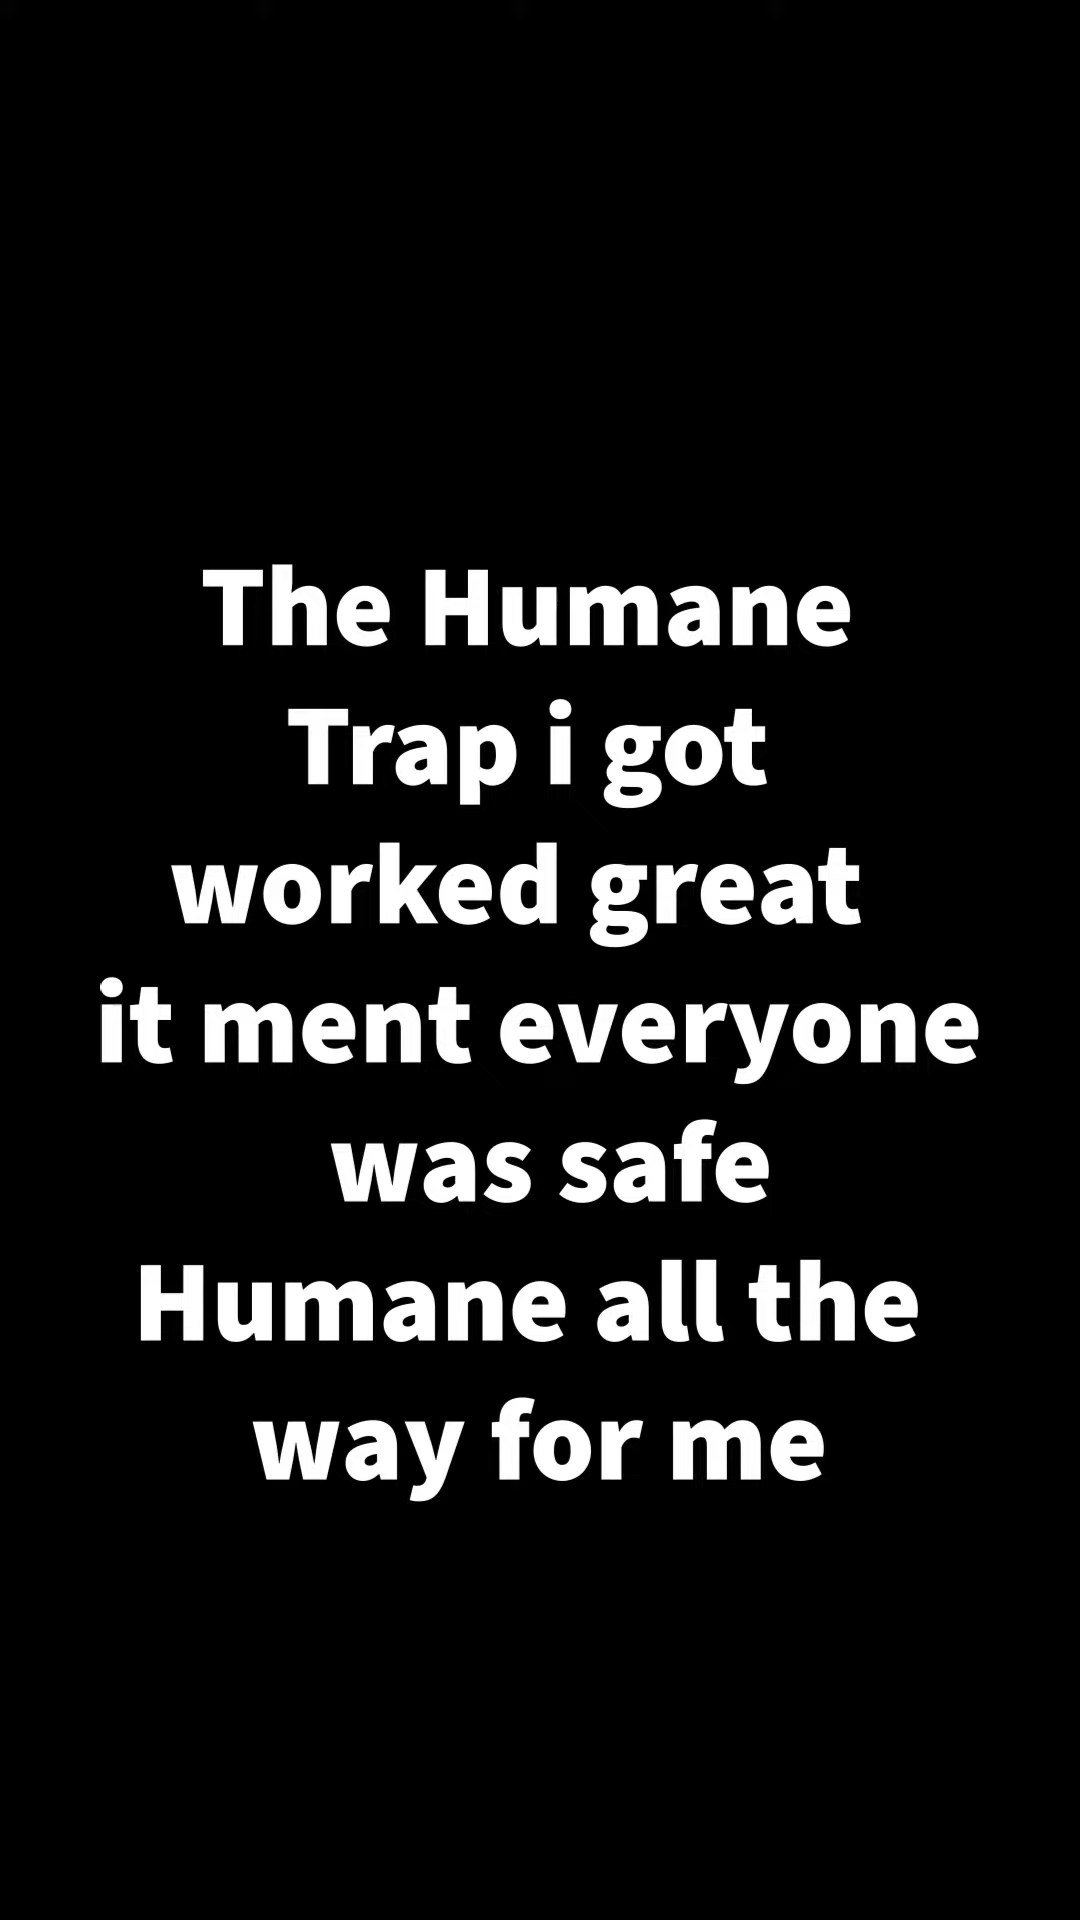 The Humane
Trap i got
worked great
it ment everyone
was safe
Humane all the
way for me